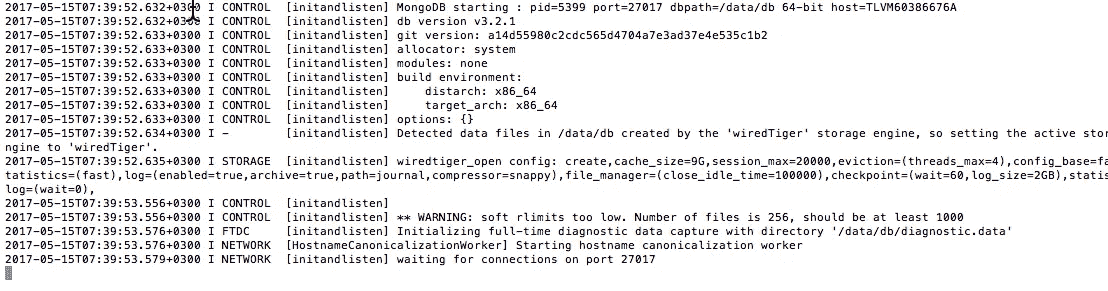 2017-05-15T07:39:52.632+0300 I CONTROL  [initandlisten] MongoDB starting : pid=5399 port=27017 dbpath=/data/db 64-bit host=TLVM60386676A
2017-05-15T07:39:52.632+0300 I CONTROL  [initandlisten] db version v3.2.1
2017-05-15T07:39:52.633+0300 I CONTROL  [initandlisten] git version: a14d55980c2cdc565d4704a7e3ad37e4e535c1b2
2017-05-15T07:39:52.633+0300 I CONTROL  [initandlisten] allocator: system
2017-05-15T07:39:52.633+0300 I CONTROL  [initandlisten] modules: none
2017-05-15T07:39:52.633+0300 I CONTROL  [initandlisten] build environment:
2017-05-15T07:39:52.633+0300 I CONTROL  [initandlisten]     distarch: x86_64
2017-05-15T07:39:52.633+0300 I CONTROL  [initandlisten]     target_arch: x86_64
2017-05-15T07:39:52.633+0300 I CONTROL  [initandlisten] options: {}
2017-05-15T07:39:52.634+0300 I -        [initandlisten] Detected data files in /data/db created by the 'wiredTiger' storage engine, so setting the active stor
ngine to 'wiredTiger'.
2017-05-15T07:39:52.635+0300 I STORAGE  [initandlisten] wiredtiger_open config: create,cache_size=9G,session_max=20000,eviction=(threads_max=4),config_base=fa
tatistics=(fast),log=(enabled=true,archive=true,path=journal,compressor=snappy),file_manager=(close_idle_time=100000),checkpoint=(wait=60,log_size=2GB),statis
log=(wait=0),
2017-05-15T07:39:53.556+0300 I CONTROL  [initandlisten]
2017-05-15T07:39:53.556+0300 I CONTROL  [initandlisten] ** WARNING: soft rlimits too low. Number of files is 256, should be at least 1000
2017-05-15T07:39:53.576+0300 I FTDC     [initandlisten] Initializing full-time diagnostic data capture with directory '/data/db/diagnostic.data'
2017-05-15T07:39:53.576+0300 I NETWORK  [HostnameCanonicalizationWorker] Starting hostname canonicalization worker
2017-05-15T07:39:53.579+0300 I NETWORK  [initandlisten] waiting for connections on port 27017